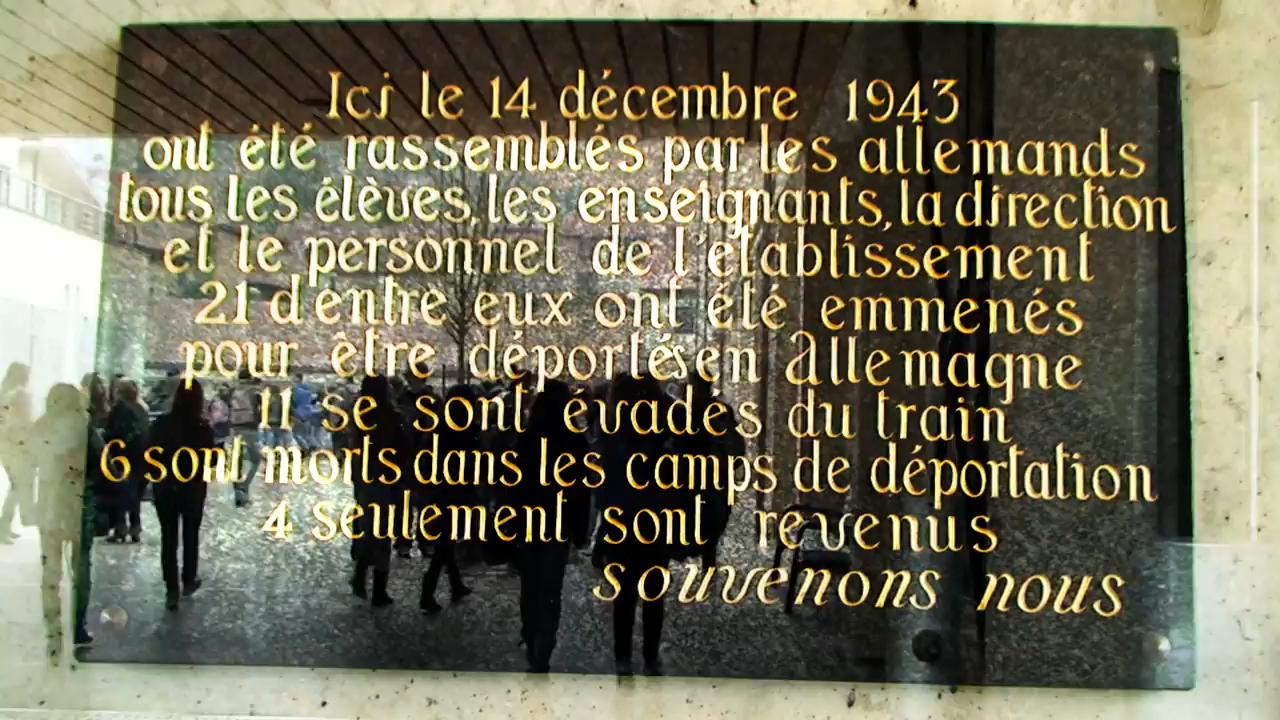 Ici le 14 décembre 1943
ont été rassemblés par les allemands
tous les élèves, les enseignants, la direction
et le personnel de l'établissement
21 d'entre eux ont été emmenés
pour être déportés en Allemagne
11 se sont évadés du train
6 sont morts dans les camps de déportation
4 seulement sont revenus
souvenons nous